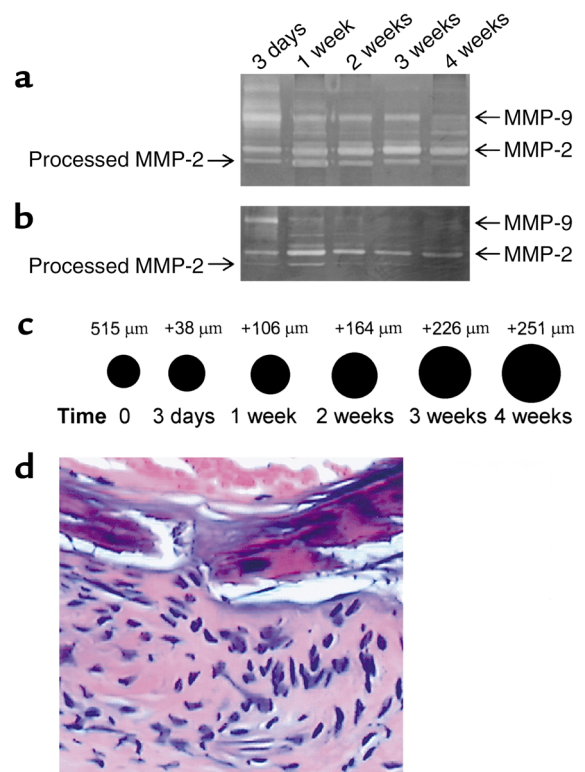 3 days 1 week 2 weeks 3 weeks 4 weeks
a
MMP-9
MMP-2
Processed MMP-2
b
MMP-9
MMP-2
Processed MMP-2
c
515 μm +38 μm +106 μm +164 μm +226 μm +251 μm
Time 0 3 days 1 week 2 weeks 3 weeks 4 weeks
d